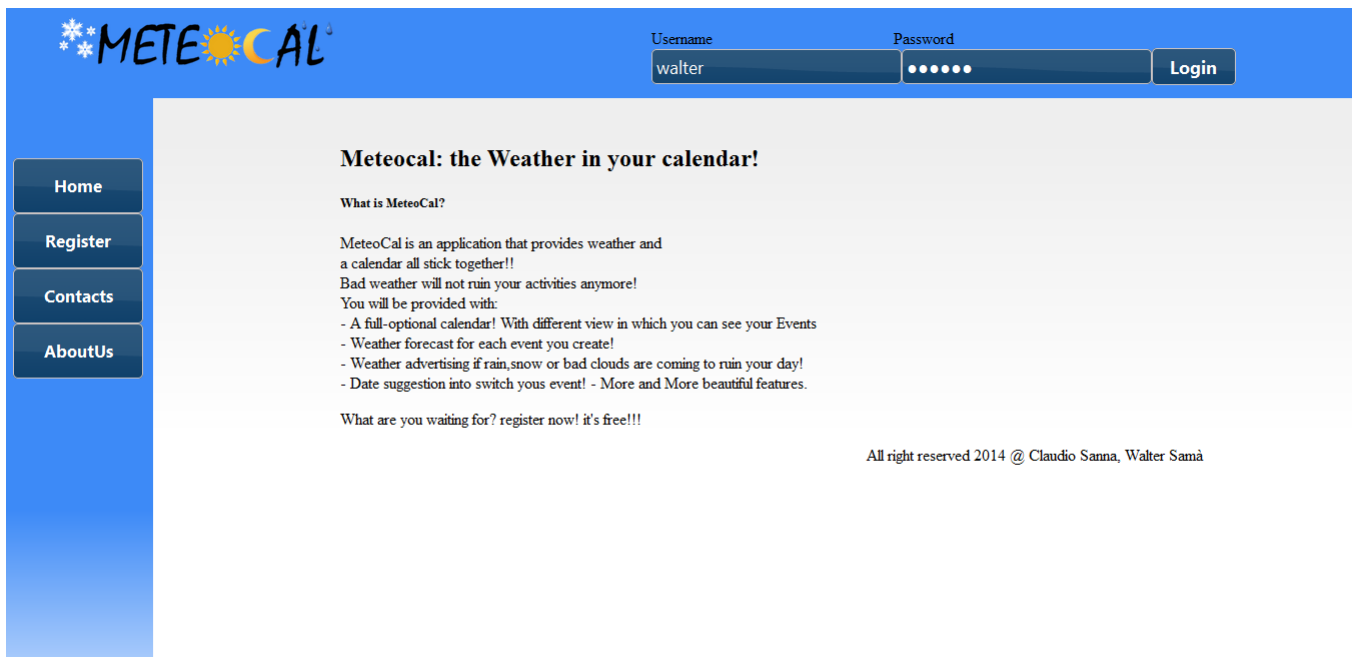 METEOCAL
Username
Password
walter
●●●●●●
Login
Home
Register
Contacts
AboutUs
Meteocal: the Weather in your calendar!
What is MeteoCal?
MeteoCal is an application that provides weather and
a calendar all stick together!!
Bad weather will not ruin your activities anymore!
You will be provided with:
- A full-optional calendar! With different view in which you can see your Events
- Weather forecast for each event you create!
- Weather advertising if rain,snow or bad clouds are coming to ruin your day!
- Date suggestion into switch yous event! - More and More beautiful features.
What are you waiting for? register now! it's free!!!
All right reserved 2014 @ Claudio Sanna, Walter Samà